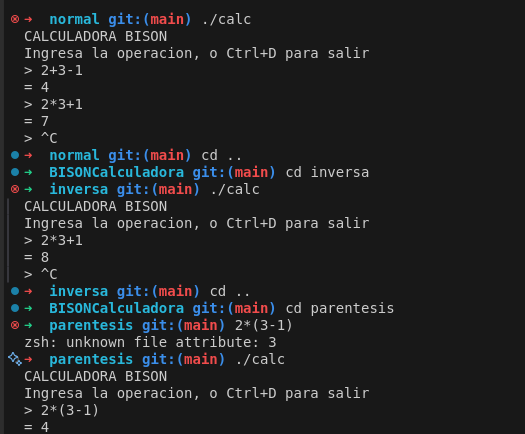 ➜ normal git:(main) ./calc
CALCULADORA BISON
Ingresa la operacion, o Ctrl+D para salir
> 2+3-1
= 4
> 2*3+1
= 7
> ^C
➜ normal git:(main) cd ..
➜ BISONCalculadora git:(main) cd inversa
➜ inversa git:(main) ./calc
CALCULADORA BISON
Ingresa la operacion, o Ctrl+D para salir
> 2*3+1
= 8
> ^C
➜ inversa git:(main) cd ..
➜ BISONCalculadora git:(main) cd parentesis
➜ parentesis git:(main) 2*(3-1)
zsh: unknown file attribute: 3
➜ parentesis git:(main) ./calc
CALCULADORA BISON
Ingresa la operacion, o Ctrl+D para salir
> 2*(3-1)
= 4